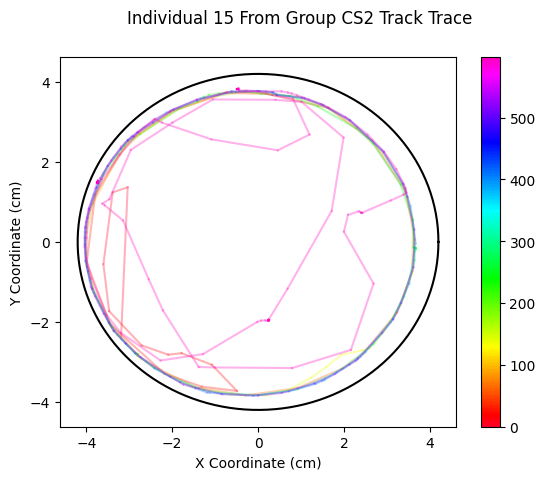 Individual 15 From Group CS2 Track Trace
Y Coordinate (cm)
4
2
0
−2
−4
−4 −2 0 2 4
X Coordinate (cm)
500
400
300
200
100
0